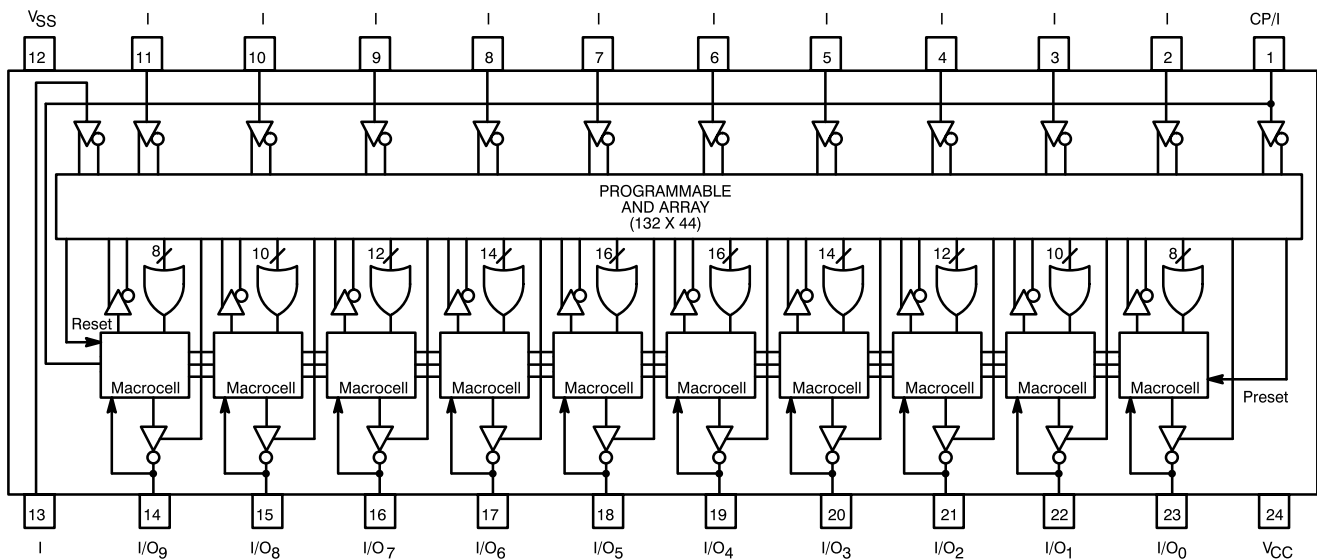 VSS I I I I I I I I I I CP/I
12 11 10 9 8 7 6 5 4 3 2 1
PROGRAMMABLE
AND ARRAY
(132 X 44)
8 10 12 14 16 16 14 12 10 8
Reset
Macrocell Macrocell Macrocell Macrocell Macrocell Macrocell Macrocell Macrocell Macrocell Macrocell
Preset
13 14 15 16 17 18 19 20 21 22 23 24
I I/O9 I/O8 I/O7 I/O6 I/O5 I/O4 I/O3 I/O2 I/O1 I/O0 VCC